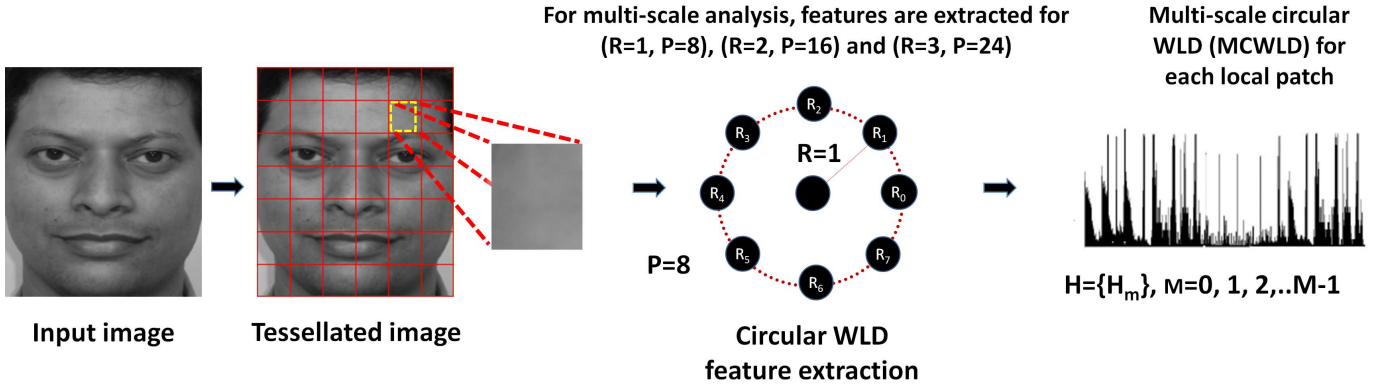 For multi-scale analysis, features are extracted for
(R=1, P=8), (R=2, P=16) and (R=3, P=24)
Multi-scale circular
WLD (MCWLD) for
each local patch
R₂
R₃
R₁
R=1
R₄
R₀
R₅
R₇
P=8
R₆
H={Hₘ}, M=0, 1, 2,..M-1
Input image
Tessellated image
Circular WLD
feature extraction